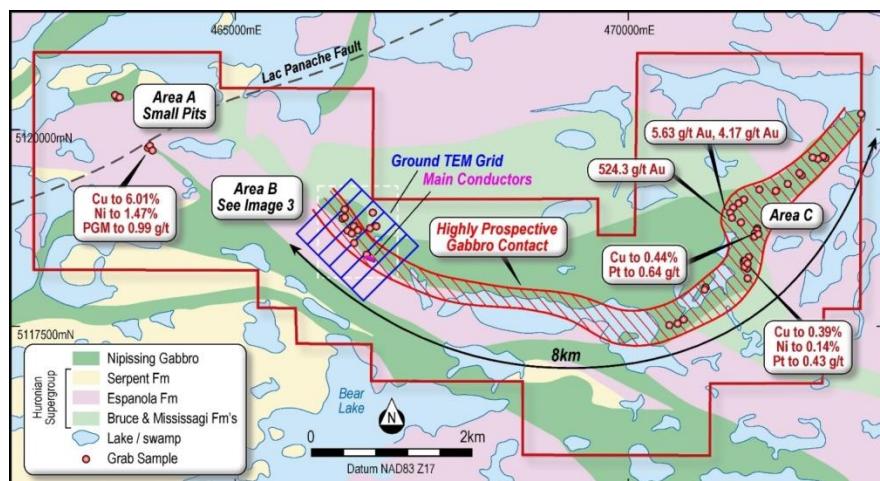 465000mE
470000mE
Lac Panache Fault
Area A
Small Pits
5120000mN
5.63 g/t Au, 4.17 g/t Au
Ground TEM Grid
Main Conductors
524.3 g/t Au
Cu to 6.01%
Ni to 1.47%
PGM to 0.99 g/t
Area B
See Image 3
Highly Prospective
Gabbro Contact
Area C
Cu to 0.44%
Pt to 0.64 g/t
5117500mN
Cu to 0.39%
Ni to 0.14%
Pt to 0.43 g/t
8km
LEGEND
Nipissing Gabbro
Huronian
Supergroup
Serpent Fm
Espanola Fm
Bruce & Mississagi Fm's
Lake / swamp
Grab Sample
Bear
Lake
N
0
2km
Datum NAD83 Z17